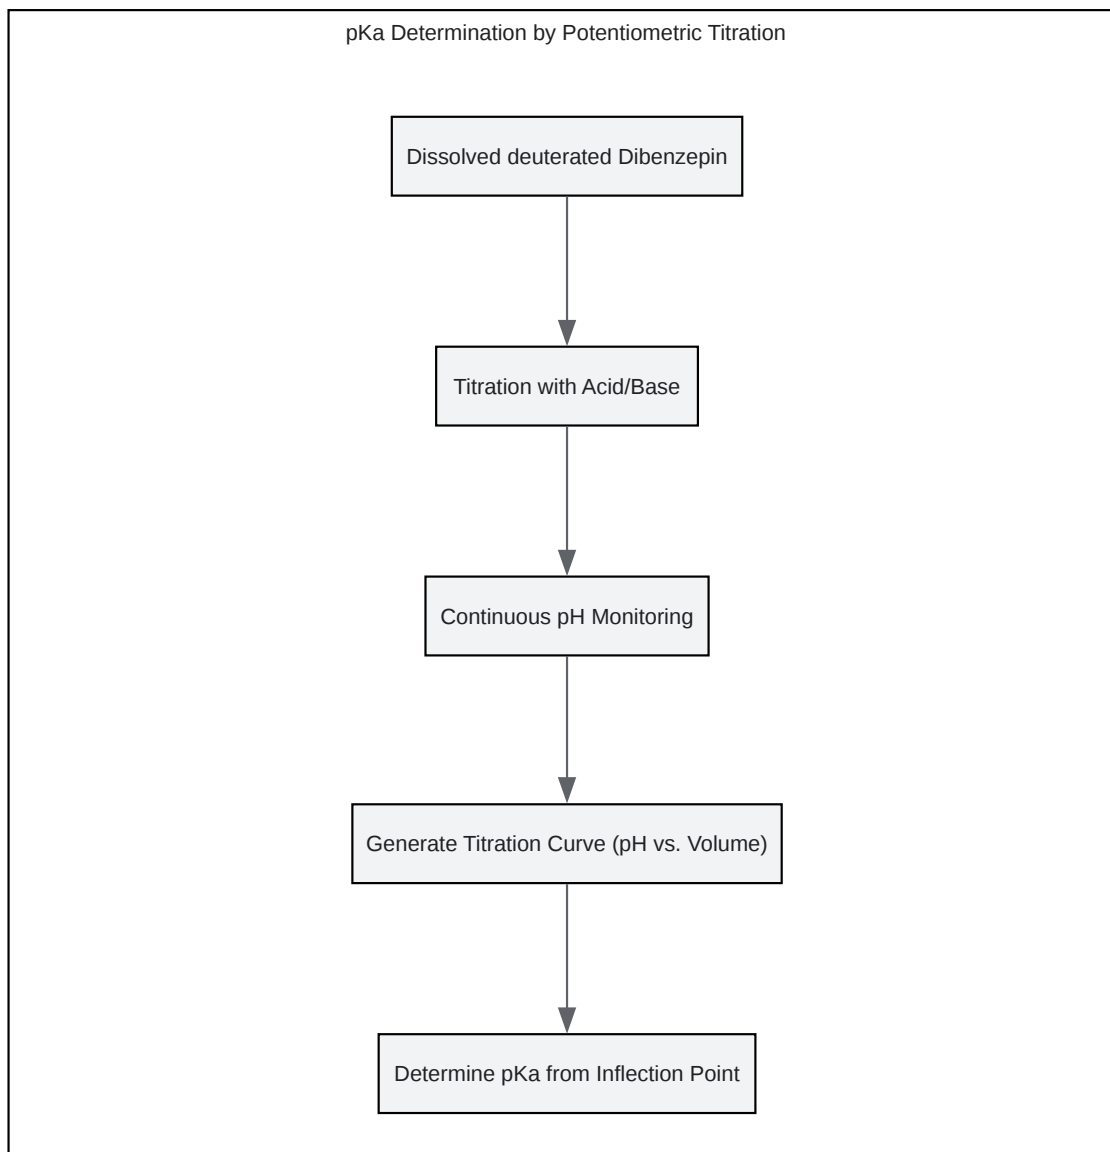 pKa Determination by Potentiometric Titration
Dissolved deuterated Dibenzepin
Titration with Acid/Base
Continuous pH Monitoring
Generate Titration Curve (pH vs. Volume)
Determine pKa from Inflection Point